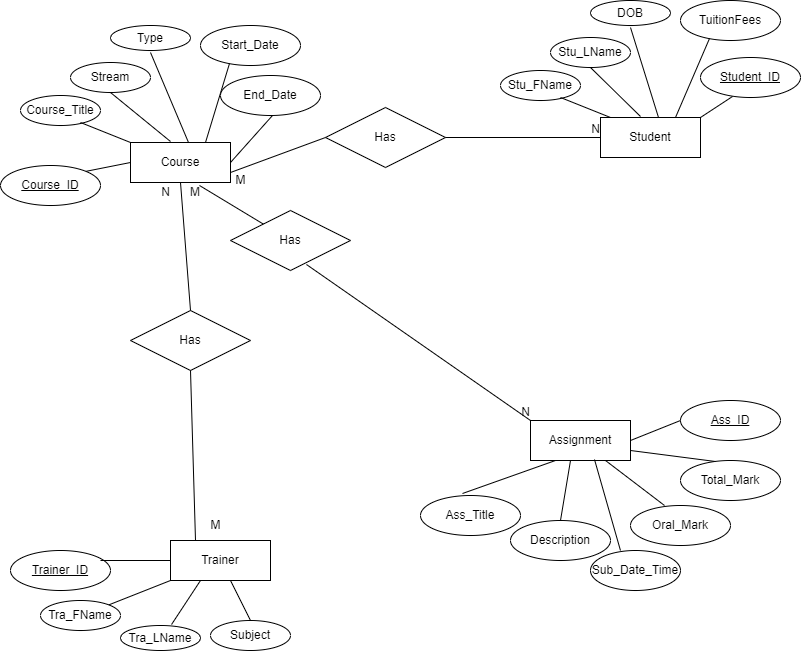 DOB
TuitionFees
Type
Start_Date
Stu_LName
Stream
Student_ID
Stu_FName
End_Date
Course_Title
Has
N
Student
Course
M
Course_ID
N
M
Has
Has
N
Ass_ID
Assignment
Total_Mark
Ass_Title
M
Oral_Mark
Description
Trainer
Trainer_ID
Sub_Date_Time
Tra_FName
Tra_LName
Subject